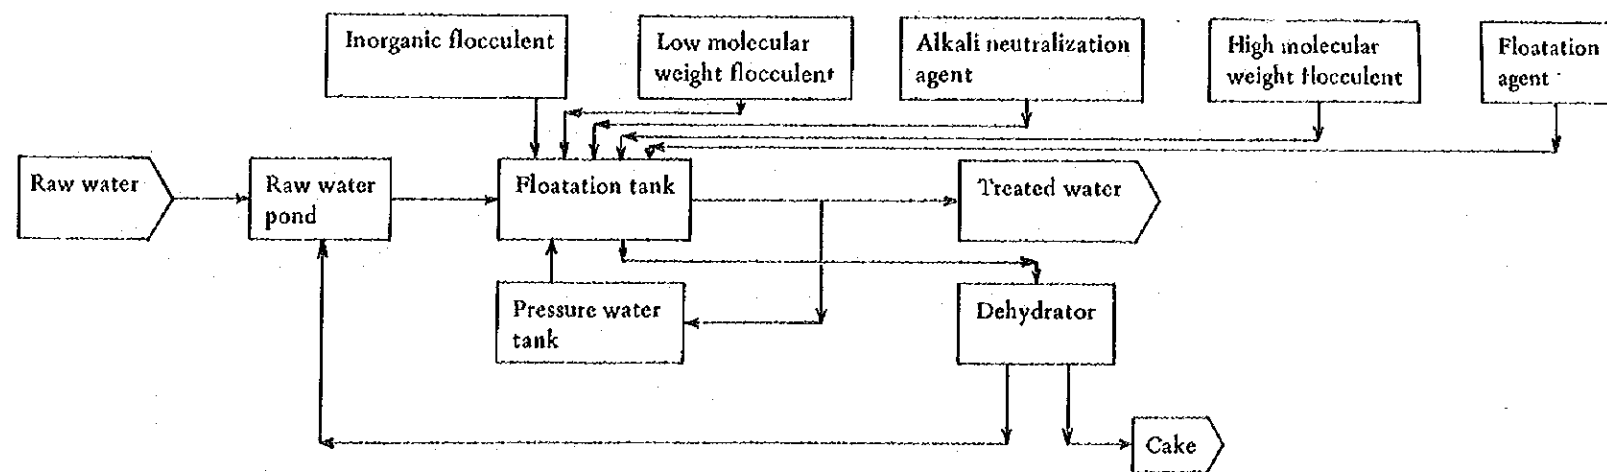 Inorganic flocculent
Low molecular
weight flocculent
Alkali neutralization
agent
High molecular
weight flocculent
Floatation
agent
Raw water
Raw water
pond
Floatation tank
Treated water
Pressure water
tank
Dehydrator
Cake